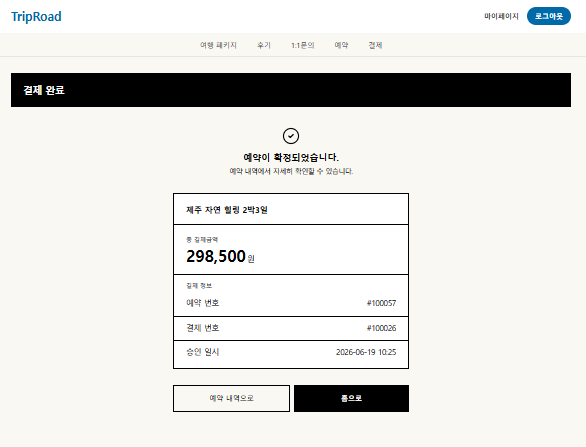 TripRoad
마이페이지 로그아웃
여행 패키지 후기 1:1문의 예약 결제
결제 완료
예약이 확정되었습니다.
예약 내역에서 자세히 확인할 수 있습니다.
제주 자연 힐링 2박3일
총 결제금액
298,500 원
결제 정보
예약 번호 #100057
결제 번호 #100026
승인 일시 2026-06-19 10:25
예약 내역으로 홈으로